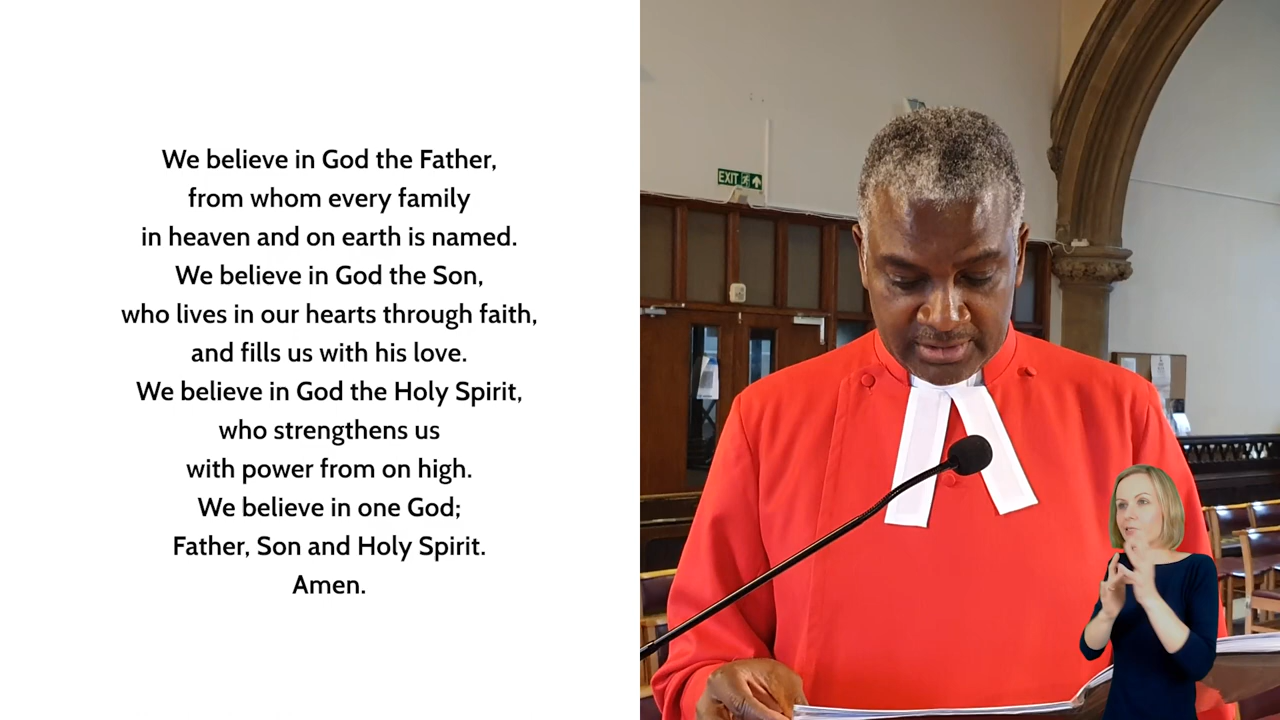 We believe in God the Father,
from whom every family
in heaven and on earth is named.
We believe in God the Son,
who lives in our hearts through faith,
and fills us with his love.
We believe in God the Holy Spirit,
who strengthens us
with power from on high.
We believe in one God;
Father, Son and Holy Spirit.
Amen.
EXIT